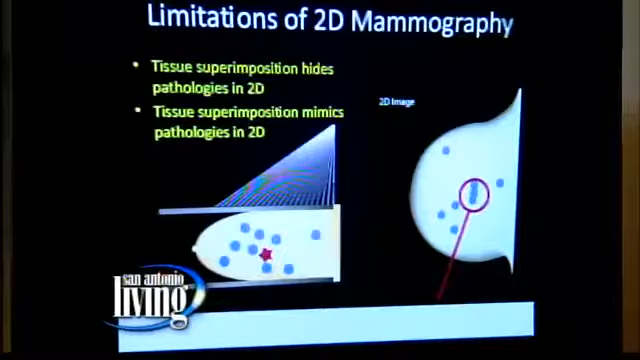 Limitations of 2D Mammography
• Tissue superimposition hides
pathologies in 2D
• Tissue superimposition mimics
pathologies in 2D
2D Image
san antonio
living